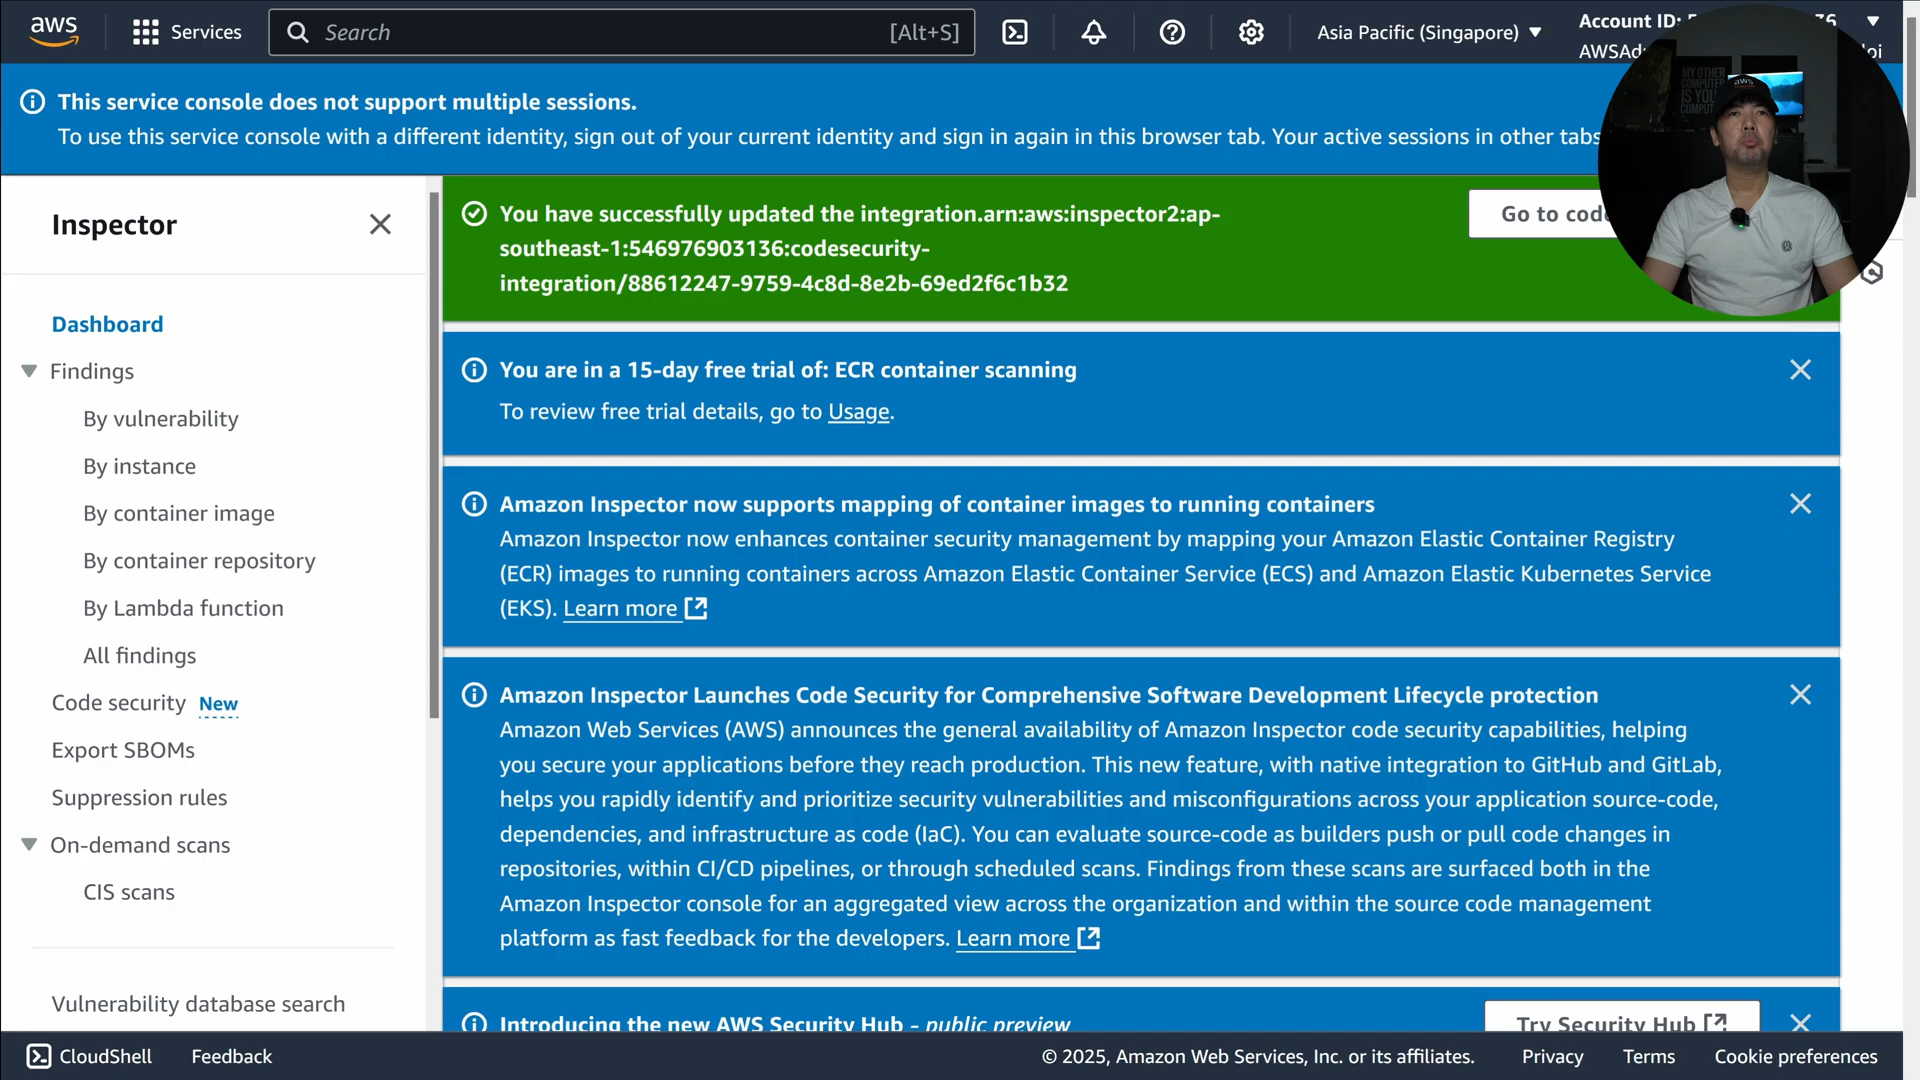 aws
Services
Search
[Alt+S]
Asia Pacific (Singapore)
Account ID:
This service console does not support multiple sessions.
To use this service console with a different identity, sign out of your current identity and sign in again in this browser tab. Your active sessions in other tabs
Inspector
Dashboard
Findings
By vulnerability
By instance
By container image
By container repository
By Lambda function
All findings
Code security New
Export SBOMs
Suppression rules
On-demand scans
CIS scans
Vulnerability database search
You have successfully updated the integration.arn:aws:inspector2:ap-
southeast-1:546976903136:codesecurity-
integration/88612247-9759-4c8d-8e2b-69ed2f6c1b32
Go to
You are in a 15-day free trial of: ECR container scanning
To review free trial details, go to Usage.
Amazon Inspector now supports mapping of container images to running containers
Amazon Inspector now enhances container security management by mapping your Amazon Elastic Container Registry
(ECR) images to running containers across Amazon Elastic Container Service (ECS) and Amazon Elastic Kubernetes Service
(EKS). Learn more
Amazon Inspector Launches Code Security for Comprehensive Software Development Lifecycle protection
Amazon Web Services (AWS) announces the general availability of Amazon Inspector code security capabilities, helping
you secure your applications before they reach production. This new feature, with native integration to GitHub and GitLab,
helps you rapidly identify and prioritize security vulnerabilities and misconfigurations across your application source-code,
dependencies, and infrastructure as code (IaC). You can evaluate source-code as builders push or pull code changes in
repositories, within CI/CD pipelines, or through scheduled scans. Findings from these scans are surfaced both in the
Amazon Inspector console for an aggregated view across the organization and within the source code management
platform as fast feedback for the developers. Learn more
Introducing the new AWS Security Hub - public preview
Try Security Hub
MY OTHER
COMPUTER
IS YOUR
COMPUTER
aws
CloudShell
Feedback
© 2025, Amazon Web Services, Inc. or its affiliates.
Privacy
Terms
Cookie preferences